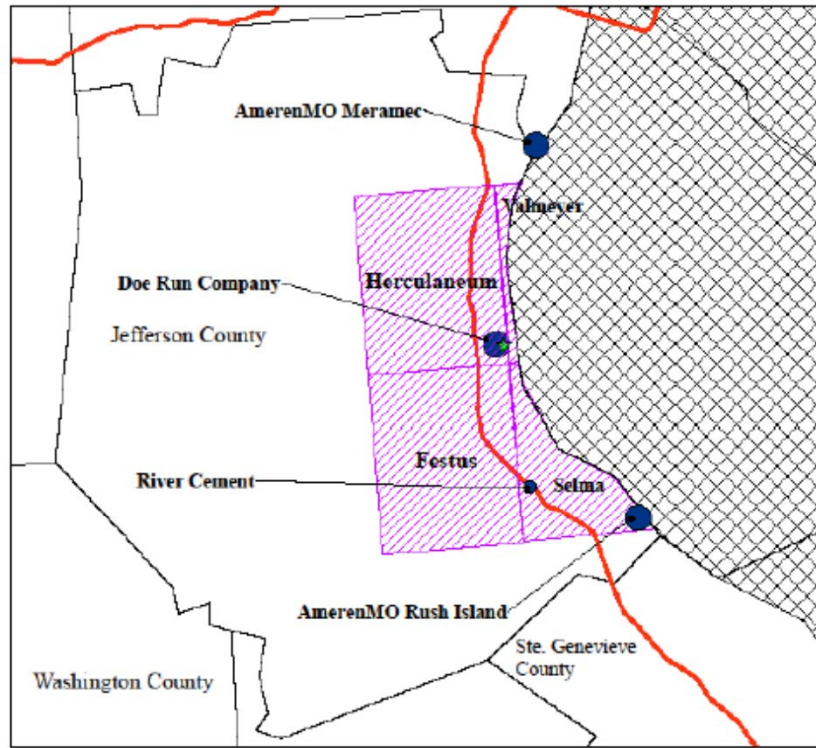 AmerenMO Meramec
Valmeyer
Herculaneum
Doe Run Company
Jefferson County
Festus
River Cement
Selma
AmerenMO Rush Island
Ste. Genevieve
County
Washington County